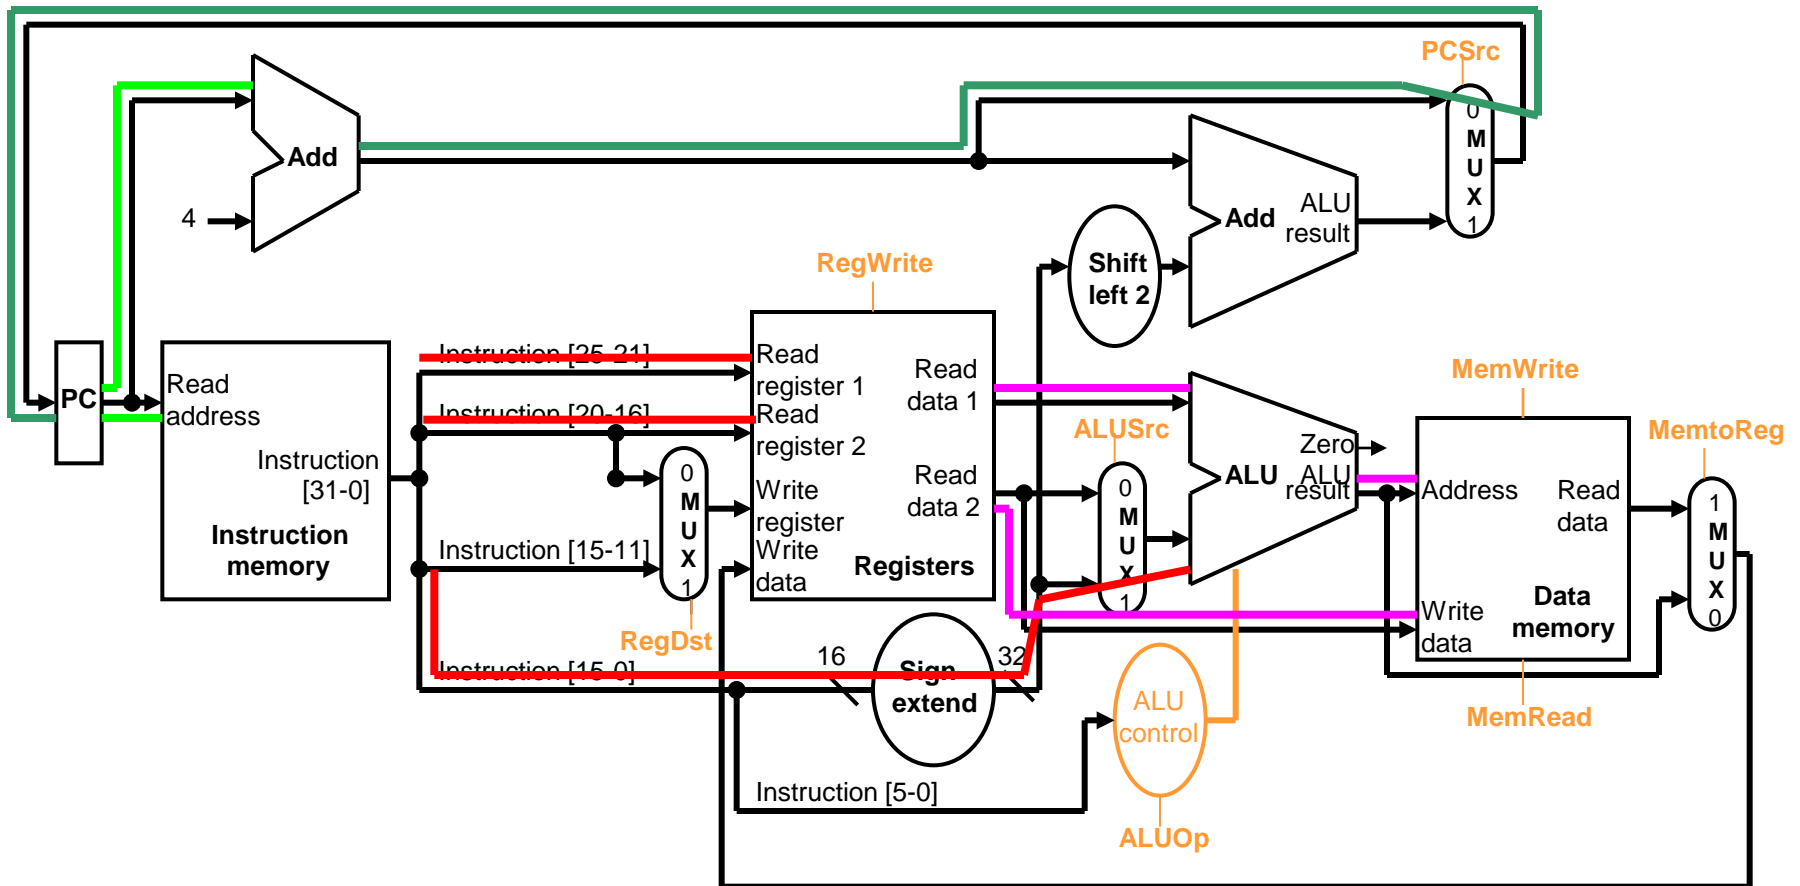 PCSrc
0
M
U
X
1
Add
4
Add
ALU
result
Shift
left 2
RegWrite
PC
Read
address
Instruction
[31-0]
Instruction
memory
Instruction [25-21]
Instruction [20-16]
Instruction [15-11]
Instruction [15-0]
Instruction [5-0]
0
M
U
X
1
RegDst
Read
register 1
Read
register 2
Write
register
Write
data
Read
data 1
Read
data 2
Registers
16
Sign
extend
32
ALUSrc
0
M
U
X
1
Zero
ALU
ALU
result
ALU
control
ALUOp
MemWrite
Address
Read
data
Write
data
Data
memory
MemRead
MemtoReg
1
M
U
X
0